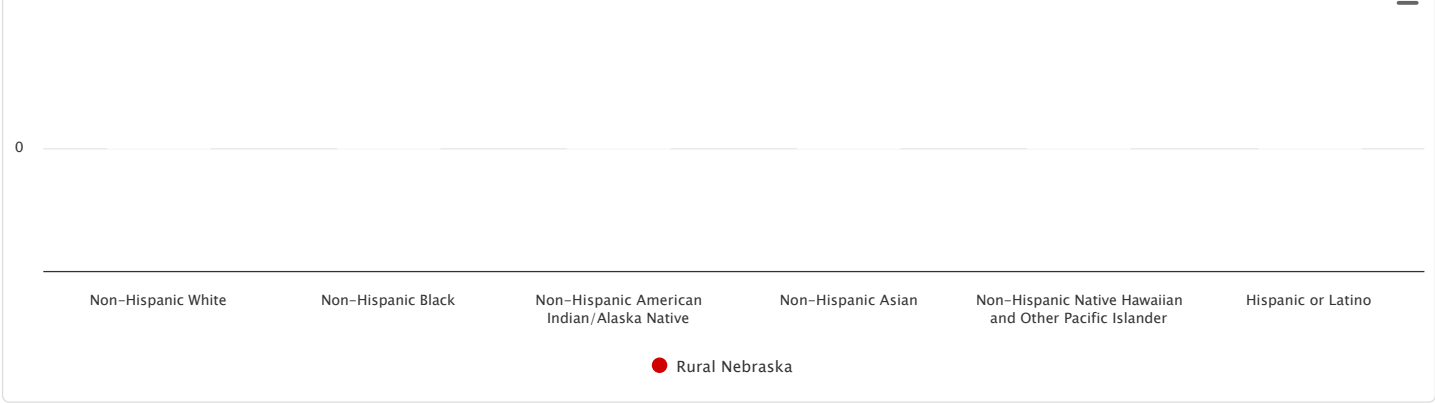 0
Non-Hispanic White
Non-Hispanic Black
Non-Hispanic American
Indian/Alaska Native
Non-Hispanic Asian
Non-Hispanic Native Hawaiian
and Other Pacific Islander
Hispanic or Latino
Rural Nebraska